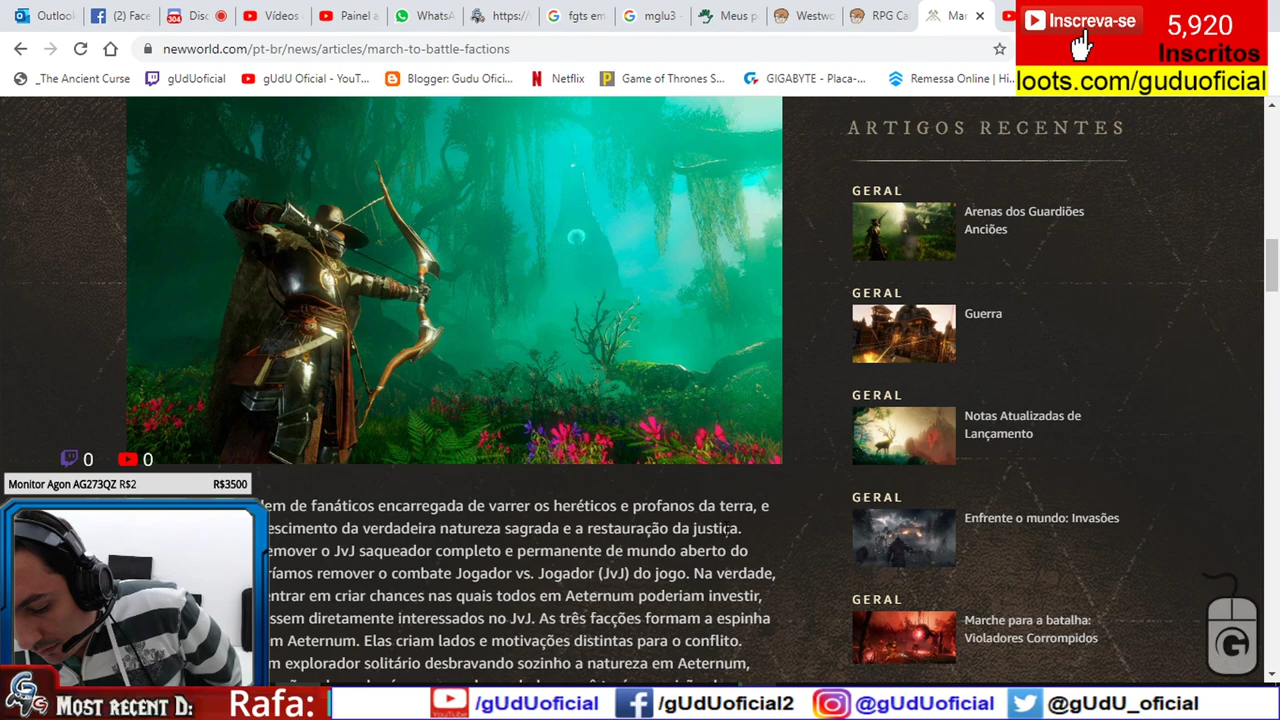 Outloo
(2) Face
Disc
Vídeos
Painel a
WhatsA
https:/
fgts em
mglu3 -
Meus p
Westwo
RPG Ca
Mar
newworld.com/pt-br/news/articles/march-to-battle-factions
Inscreva-se
5,920
Inscritos
loots.com/guduoficial
_The Ancient Curse
gUdUoficial
gUdU Oficial - YouT...
Blogger: Gudu Ofici...
Netflix
Game of Thrones S...
GIGABYTE - Placa-...
Remessa Online | Hi...
ARTIGOS RECENTES
GERAL
Arenas dos Guardiões
Anciões
GERAL
Guerra
GERAL
Notas Atualizadas de
Lançamento
GERAL
Enfrente o mundo: Invasões
GERAL
Marche para a batalha:
Violadores Corrompidos
0
0
Monitor Agon AG273QZ R$2 R$3500
lem de fanáticos encarregada de varrer os heréticos e profanos da terra, e
escimento da verdadeira natureza sagrada e a restauração da justiça.
emover o JvJ saqueador completo e permanente de mundo aberto do
ríamos remover o combate Jogador vs. Jogador (JvJ) do jogo. Na verdade,
entrar em criar chances nas quais todos em Aeternum poderiam investir,
ssem diretamente interessados no JvJ. As três facções formam a espinha
m Aeternum. Elas criam lados e motivações distintas para o conflito.
m explorador solitário desbravando sozinho a natureza em Aeternum,
Most recent D:
Rafa:
/gUdUoficial
/gUdUoficial2
@gUdUoficial
@gUdU_oficial